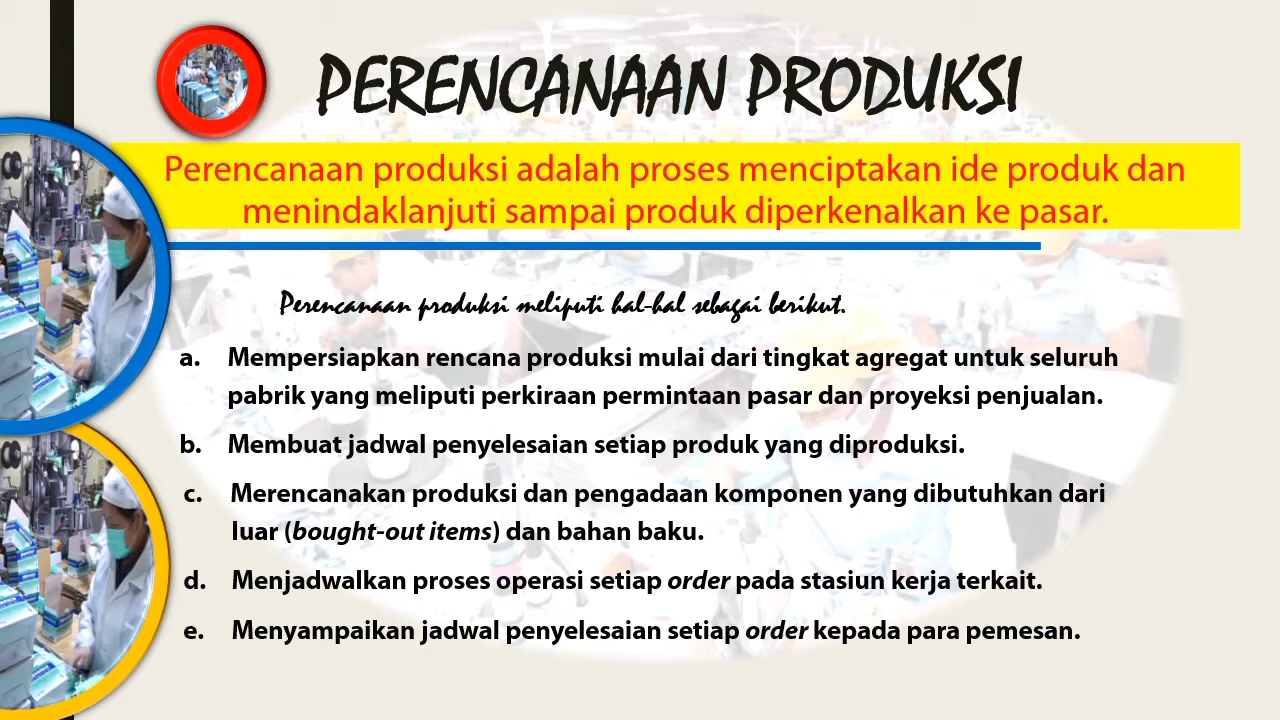 PERENCANAAN PRODUKSI
Perencanaan produksi adalah proses menciptakan ide produk dan
menindaklanjuti sampai produk diperkenalkan ke pasar.
Perencanaan produksi meliputi hal-hal sebagai berikut.
a. Mempersiapkan rencana produksi mulai dari tingkat agregat untuk seluruh
pabrik yang meliputi perkiraan permintaan pasar dan proyeksi penjualan.
b. Membuat jadwal penyelesaian setiap produk yang diproduksi.
c. Merencanakan produksi dan pengadaan komponen yang dibutuhkan dari
luar (bought-out items) dan bahan baku.
d. Menjadwalkan proses operasi setiap order pada stasiun kerja terkait.
e. Menyampaikan jadwal penyelesaian setiap order kepada para pemesan.